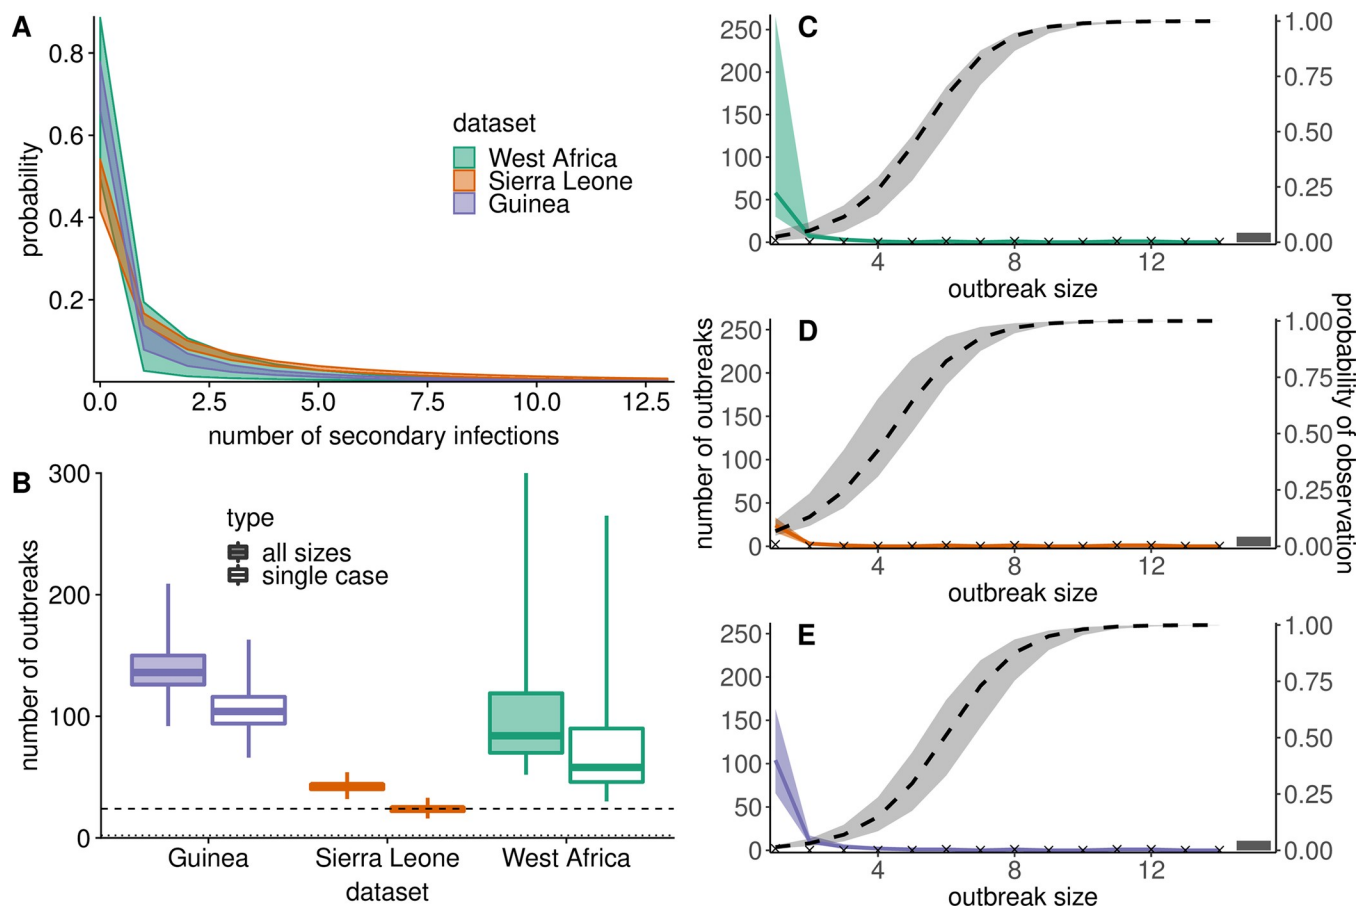 A
0.8
0.6
0.4
0.2
probability
dataset
West Africa
Sierra Leone
Guinea
0.0 2.5 5.0 7.5 10.0 12.5
number of secondary infections
B
300
200
100
0
number of outbreaks
type
all sizes
single case
Guinea Sierra Leone West Africa
dataset
C
250
200
150
100
50
0
1.00
0.75
0.50
0.25
0.00
4 8 12
outbreak size
number of outbreaks
probability of observation
D
250
200
150
100
50
0
1.00
0.75
0.50
0.25
0.00
4 8 12
outbreak size
E
250
200
150
100
50
0
1.00
0.75
0.50
0.25
0.00
4 8 12
outbreak size